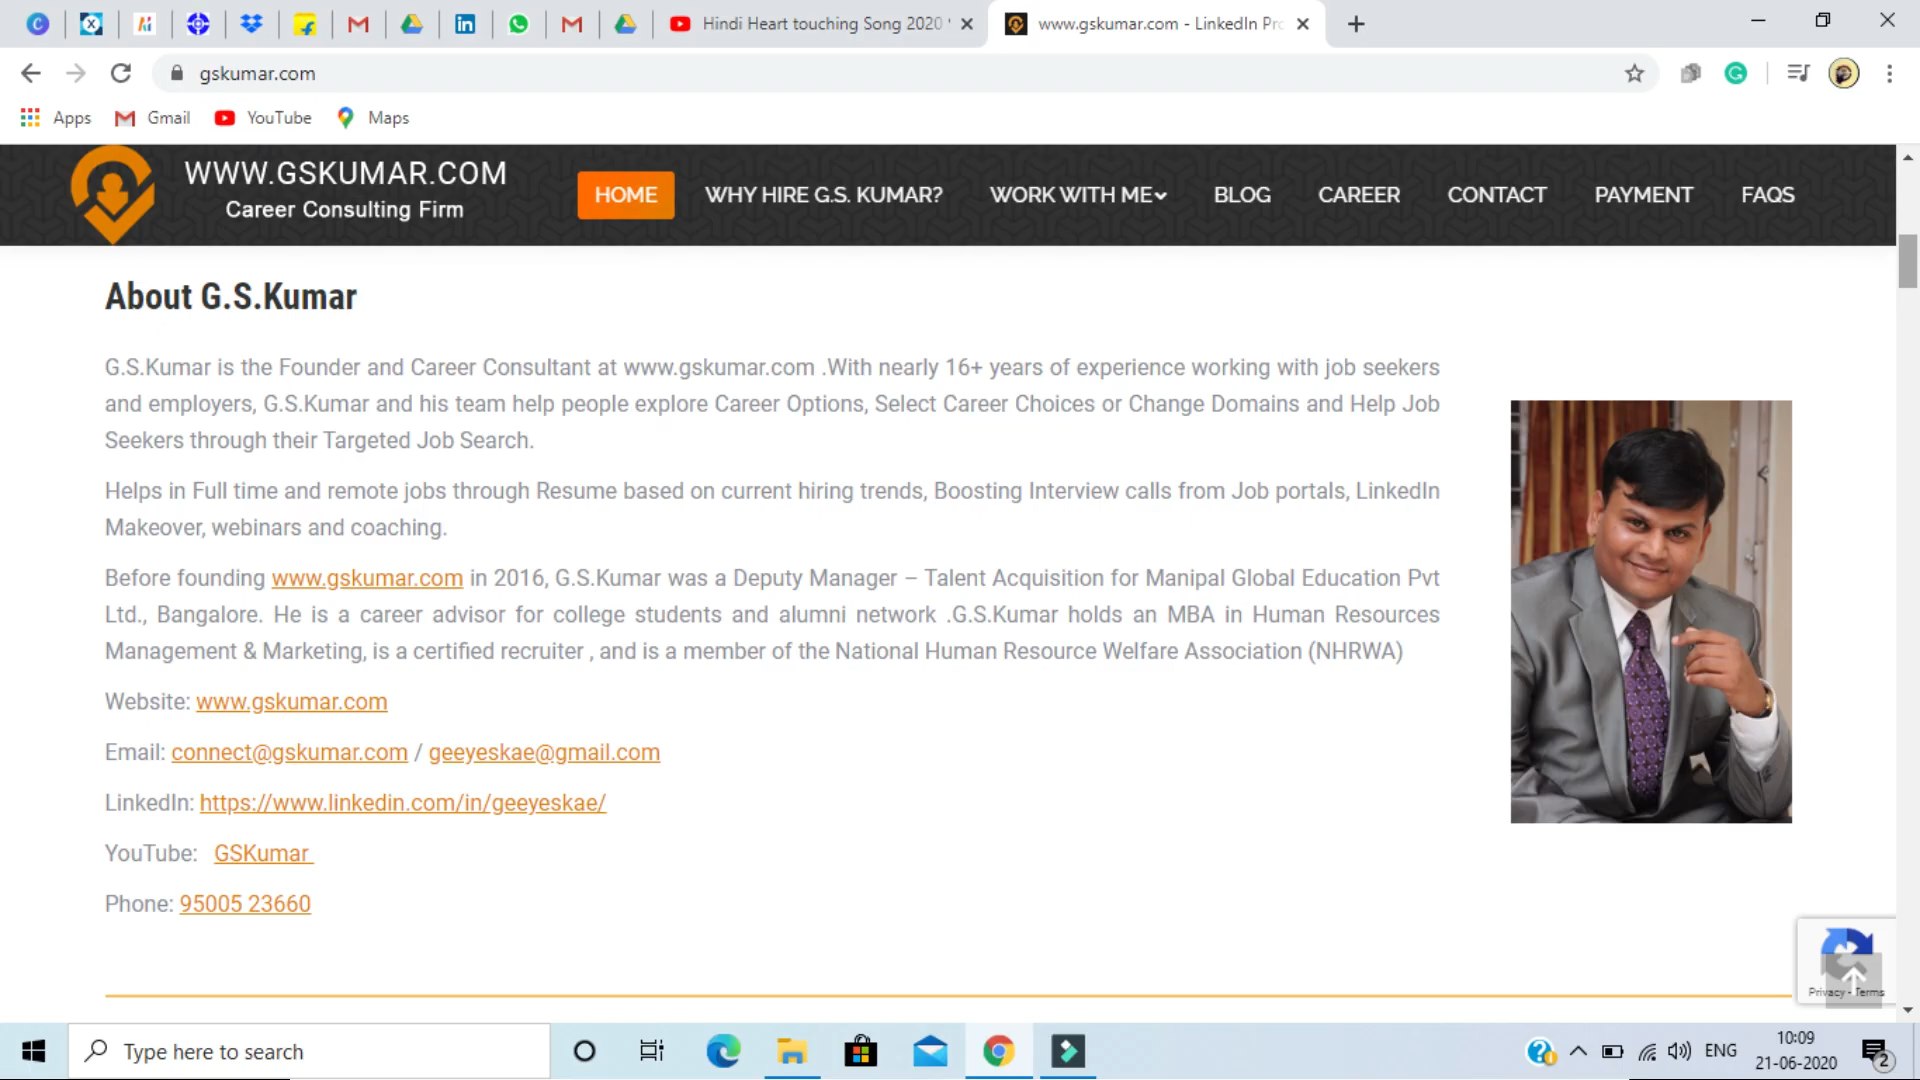 Hindi Heart touching Song 2020
www.gskumar.com - LinkedIn Pro
gskumar.com
Apps Gmail YouTube Maps
WWW.GSKUMAR.COM
Career Consulting Firm
HOME WHY HIRE G.S. KUMAR? WORK WITH ME BLOG CAREER CONTACT PAYMENT FAQS
About G.S.Kumar
G.S.Kumar is the Founder and Career Consultant at www.gskumar.com .With nearly 16+ years of experience working with job seekers
and employers, G.S.Kumar and his team help people explore Career Options, Select Career Choices or Change Domains and Help Job
Seekers through their Targeted Job Search.
Helps in Full time and remote jobs through Resume based on current hiring trends, Boosting Interview calls from Job portals, LinkedIn
Makeover, webinars and coaching.
Before founding www.gskumar.com in 2016, G.S.Kumar was a Deputy Manager – Talent Acquisition for Manipal Global Education Pvt
Ltd., Bangalore. He is a career advisor for college students and alumni network .G.S.Kumar holds an MBA in Human Resources
Management & Marketing, is a certified recruiter , and is a member of the National Human Resource Welfare Association (NHRWA)
Website: www.gskumar.com
Email: connect@gskumar.com / geeyeskae@gmail.com
LinkedIn: https://www.linkedin.com/in/geeyeskae/
YouTube: GSKumar
Phone: 95005 23660
Privacy - Terms
Type here to search
ENG
10:09
21-06-2020
2